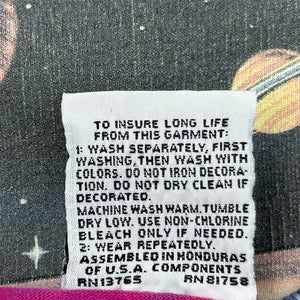 TO INSURE LONG LIFE
FROM THIS GARMENT:
1: WASH SEPARATELY, FIRST
WASHING, THEN WASH WITH
COLORS. DO NOT IRON DECORA-
TION. DO NOT DRY CLEAN IF
DECORATED.
MACHINE WASH WARM. TUMBLE
DRY LOW. USE NON-CHLORINE
BLEACH ONLY IF NEEDED.
2: WEAR REPEATEDLY.
ASSEMBLED IN HONDURAS
OF U.S.A. COMPONENTS
RN13765 RN81758